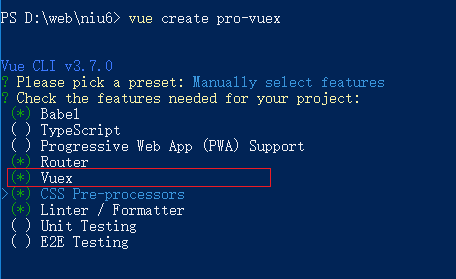 PS D:\web\niu6> vue create pro-vuex
Vue CLI v3.7.0
? Please pick a preset: Manually select features
? Check the features needed for your project:
(*) Babel
( ) TypeScript
( ) Progressive Web App (PWA) Support
(*) Router
(*) Vuex
>(*) CSS Pre-processors
(*) Linter / Formatter
( ) Unit Testing
( ) E2E Testing